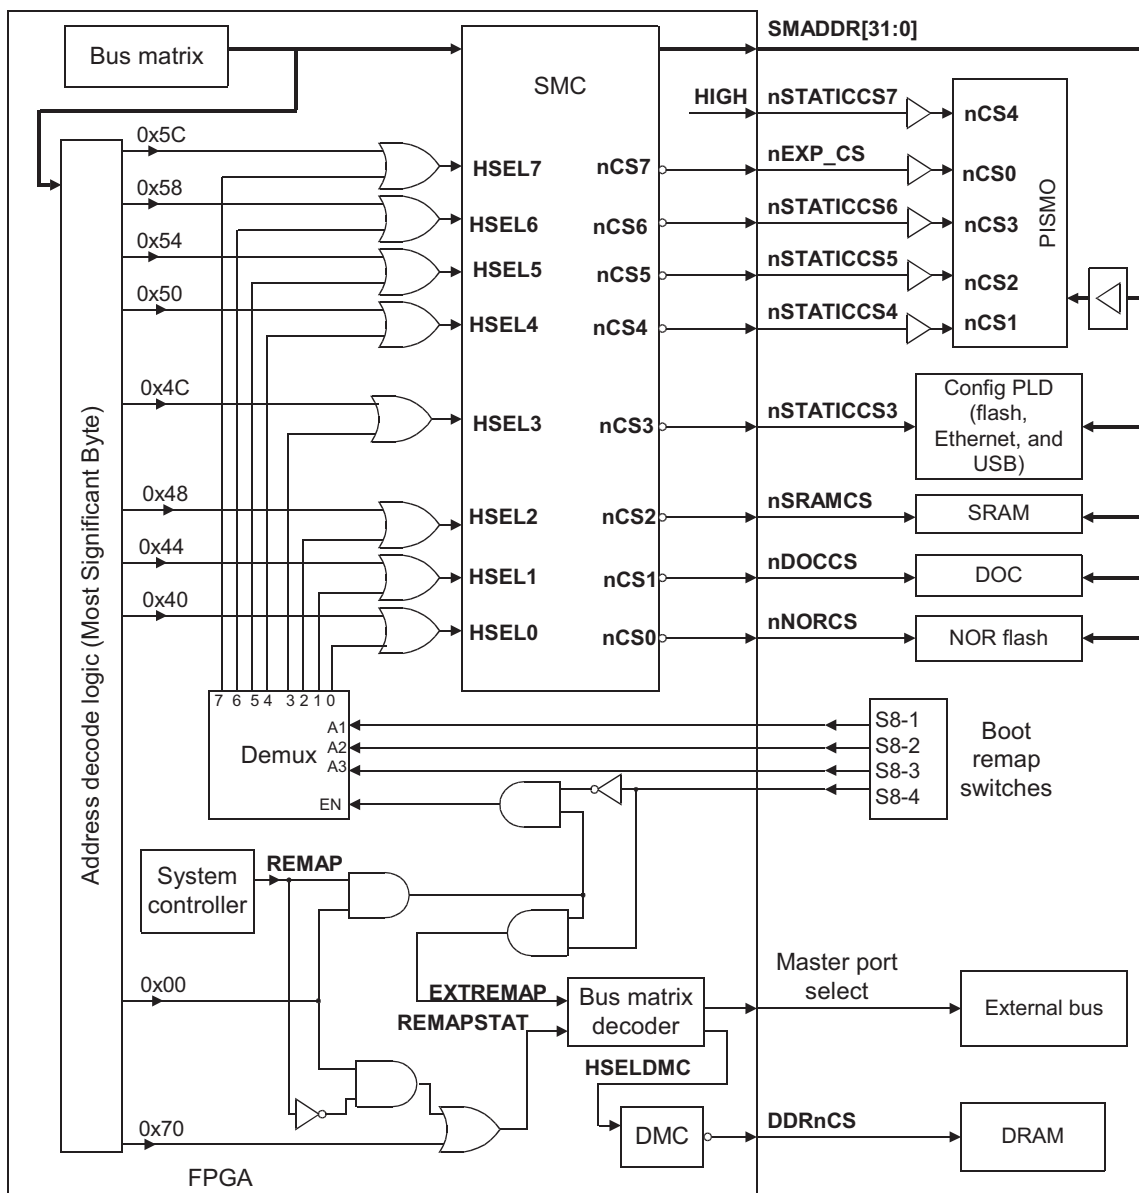 SMADDR[31:0]
Bus matrix
SMC
HIGH
nSTATICCS7
nCS4
0x5C
HSEL7
nCS7
nEXP_CS
nCS0
0x58
HSEL6
nCS6
nSTATICCS6
nCS3
PISMO
0x54
HSEL5
nCS5
nSTATICCS5
nCS2
0x50
HSEL4
nCS4
nSTATICCS4
nCS1
Address decode logic (Most Significant Byte)
0x4C
HSEL3
nCS3
nSTATICCS3
Config PLD
(flash,
Ethernet, and
USB)
0x48
HSEL2
nCS2
nSRAMCS
SRAM
0x44
HSEL1
nCS1
nDOCCS
DOC
0x40
HSEL0
nCS0
nNORCS
NOR flash
7 6 5 4 3 2 1 0
Demux
A1
A2
A3
EN
S8-1
S8-2
S8-3
S8-4
Boot
remap
switches
System
controller
REMAP
0x00
EXTREMAP
REMAPSTAT
Bus matrix
decoder
Master port
select
External bus
HSELDMC
0x70
DMC
DDRnCS
DRAM
FPGA